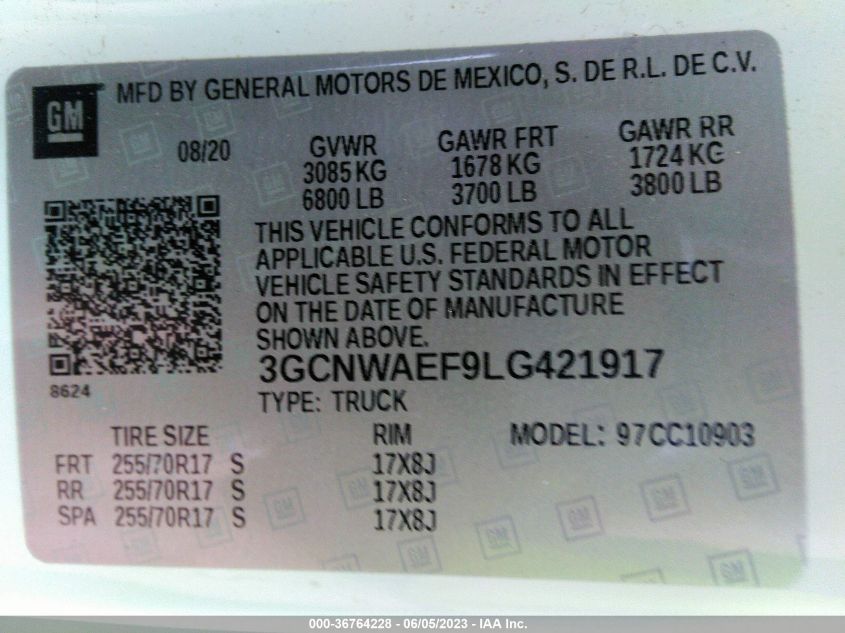 GM
MFD BY GENERAL MOTORS DE MEXICO, S. DE R.L. DE C.V.
08/20 GVWR GAWR FRT GAWR RR
3085 KG 1678 KG 1724 KG
6800 LB 3700 LB 3800 LB
THIS VEHICLE CONFORMS TO ALL
APPLICABLE U.S. FEDERAL MOTOR
VEHICLE SAFETY STANDARDS IN EFFECT
ON THE DATE OF MANUFACTURE
SHOWN ABOVE.
3GCNWAEF9LG421917
8624
TYPE: TRUCK
TIRE SIZE RIM MODEL: 97CC10903
FRT 255/70R17 S 17X8J
RR 255/70R17 S 17X8J
SPA 255/70R17 S 17X8J
000-36764228 - 06/05/2023 - IAA Inc.